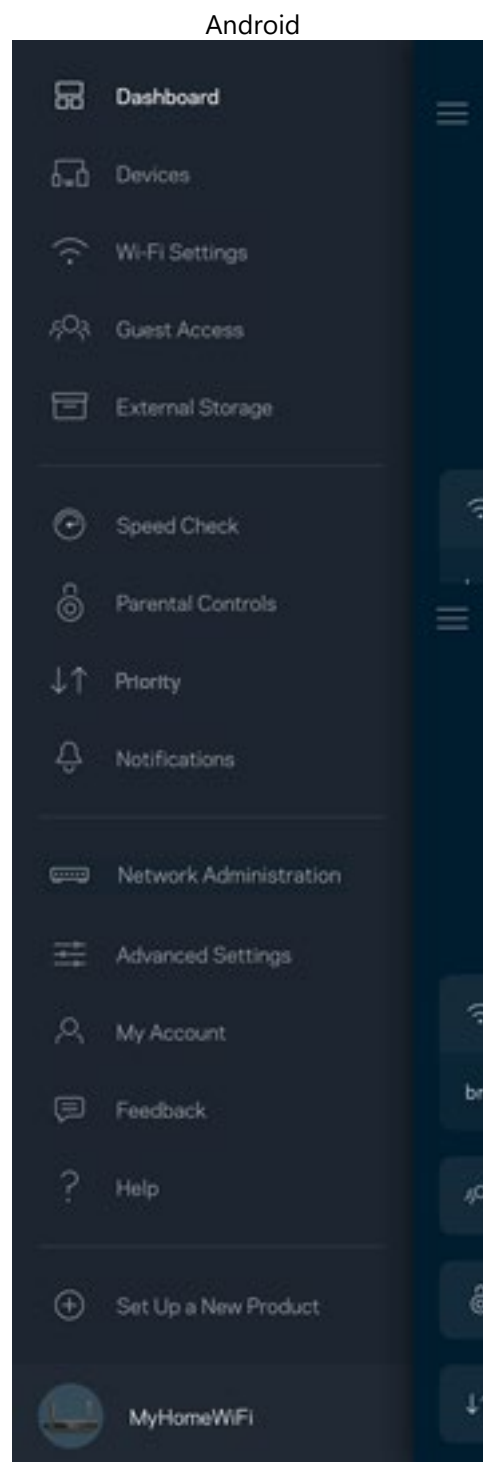 Android
Dashboard
Devices
Wi-Fi Settings
Guest Access
External Storage
Speed Check
Parental Controls
Priority
Notifications
Network Administration
Advanced Settings
My Account
br
Feedback
Help
Set Up a New Product
MyHomeWiFi